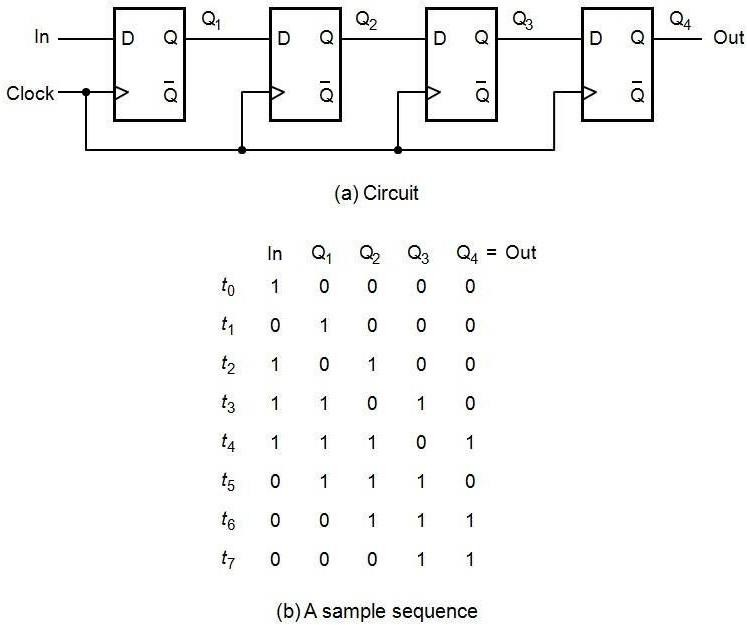 Q1 Q2 Q3 Q4
In D Q D Q D Q D Q Out
Clock Q̅ Q̅ Q̅ Q̅
(a) Circuit
In Q1 Q2 Q3 Q4 = Out
t0 1 0 0 0 0
t1 0 1 0 0 0
t2 1 0 1 0 0
t3 1 1 0 1 0
t4 1 1 1 0 1
t5 0 1 1 1 0
t6 0 0 1 1 1
t7 0 0 0 1 1
(b) A sample sequence